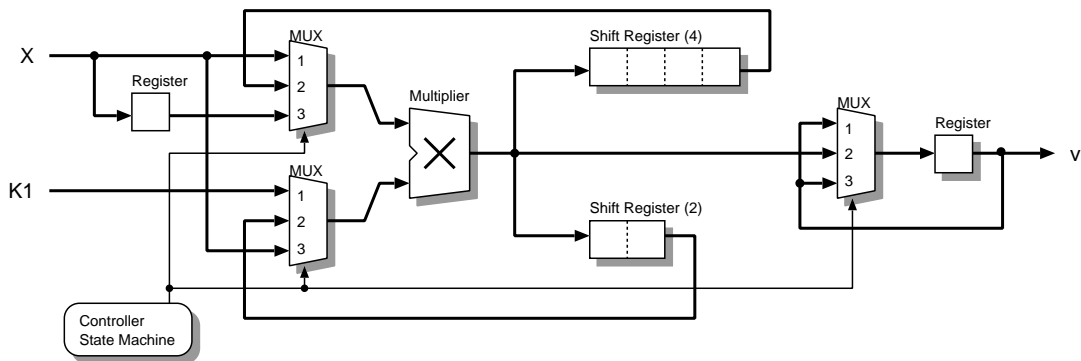 MUX
Shift Register (4)
X
1
Register
2
Multiplier
MUX
Register
3
1
2
v
MUX
3
K1
1
Shift Register (2)
2
3
Controller
State Machine